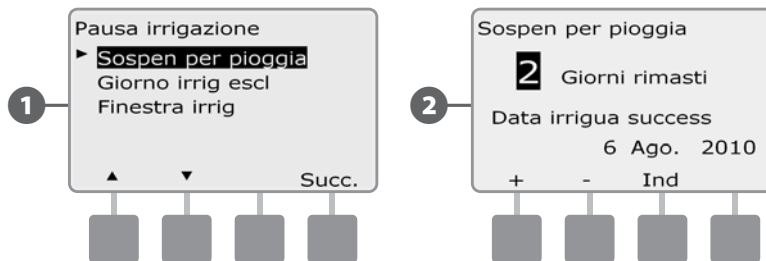 1
Pausa irrigazione
► Sospen per pioggia
Giorno irrig escl
Finestra irrig
▲ ▼ Succ.
2
Sospen per pioggia
2 Giorni rimasti
Data irrigua success
6 Ago. 2010
+ - Ind